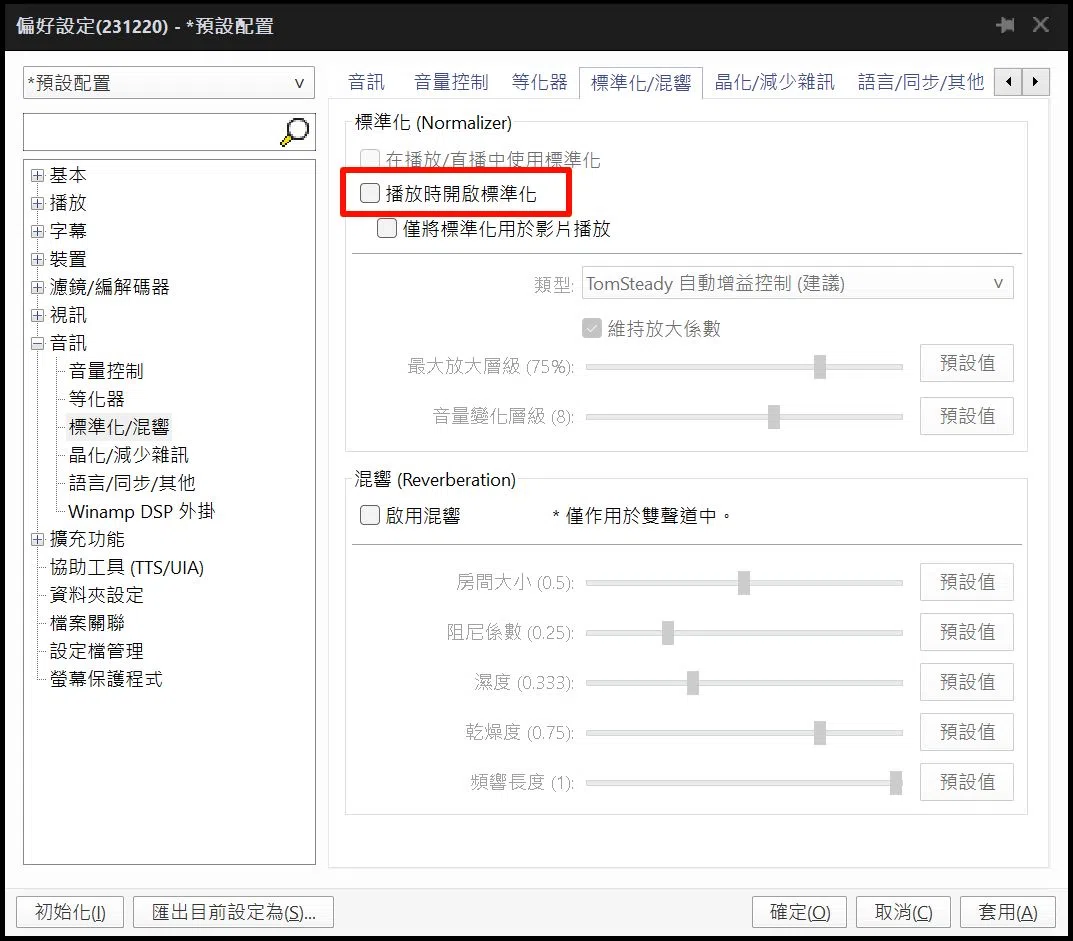 偏好設定(231220) - *預設配置
*預設配置
基本
播放
字幕
裝置
濾鏡/編解碼器
視訊
音訊
音量控制
等化器
標準化/混響
晶化/減少雜訊
語言/同步/其他
Winamp DSP 外掛
擴充功能
協助工具 (TTS/UIA)
資料夾設定
檔案關聯
設定檔管理
螢幕保護程式
音訊 音量控制 等化器 標準化/混響 晶化/減少雜訊 語言/同步/其他
標準化 (Normalizer)
在播放/直播中使用標準化
播放時開啟標準化
僅將標準化用於影片播放
類型: TomSteady 自動增益控制 (建議)
維持放大係數
最大放大層級 (75%): 預設值
音量變化層級 (8): 預設值
混響 (Reverberation)
啟用混響 * 僅作用於雙聲道中。
房間大小 (0.5): 預設值
阻尼係數 (0.25): 預設值
濕度 (0.333): 預設值
乾燥度 (0.75): 預設值
頻響長度 (1): 預設值
初始化(I) 匯出目前設定為(S)... 確定(O) 取消(C) 套用(A)